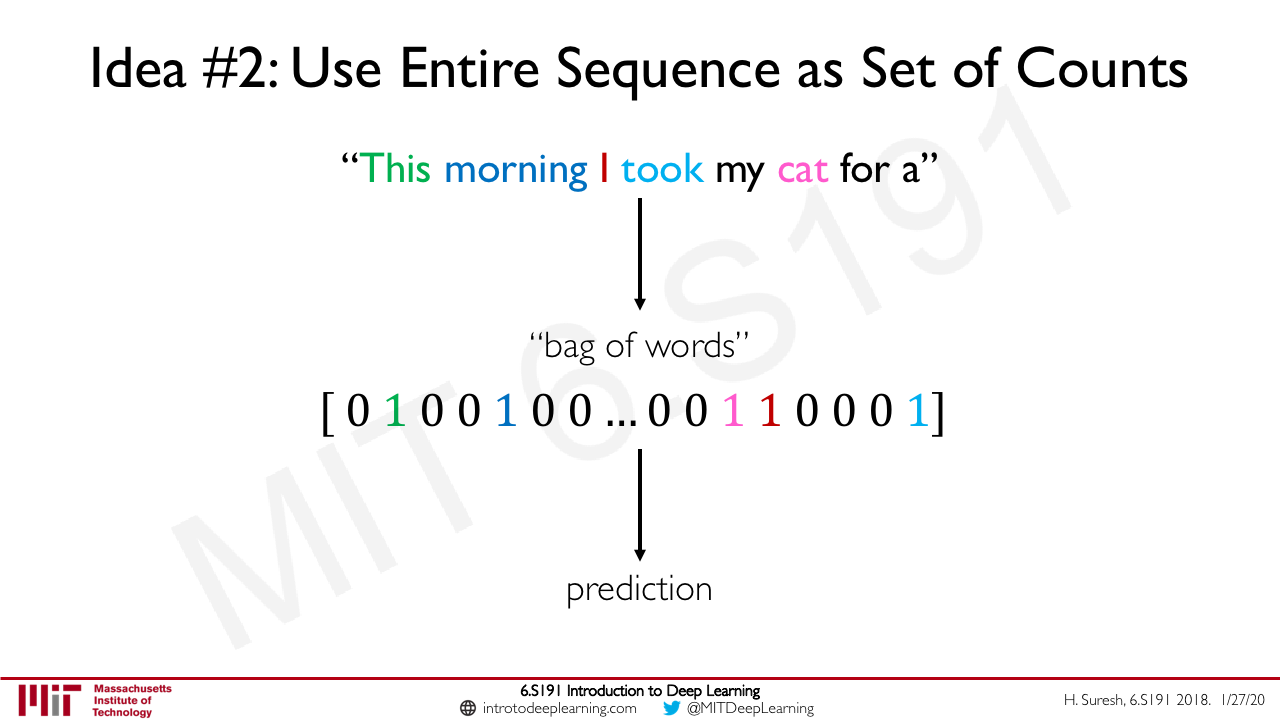 Idea #2: Use Entire Sequence as Set of Counts
“This morning I took my cat for a”
“bag of words”
[ 0 1 0 0 1 0 0 … 0 0 1 1 0 0 0 1]
prediction
MIT 6.S191
Massachusetts
Institute of
Technology
6.S191 Introduction to Deep Learning
introtodeeplearning.com @MITDeepLearning
H. Suresh, 6.S191 2018. 1/27/20